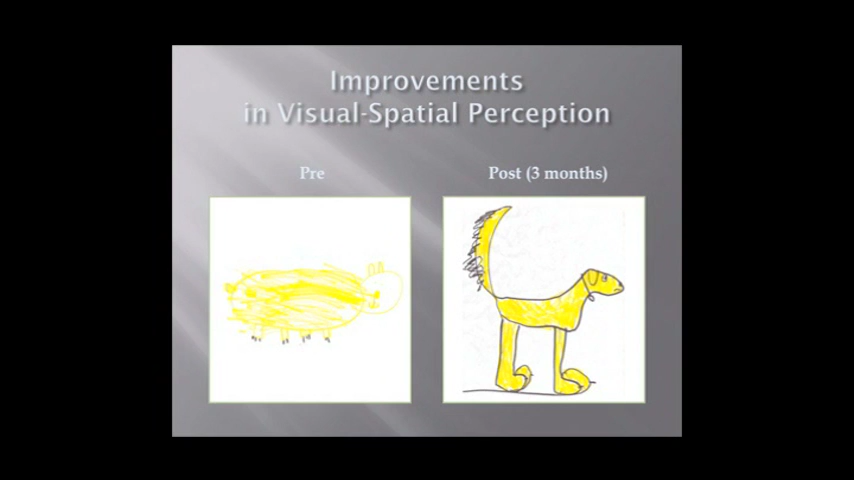 Improvements
in Visual-Spatial Perception
Pre
Post (3 months)